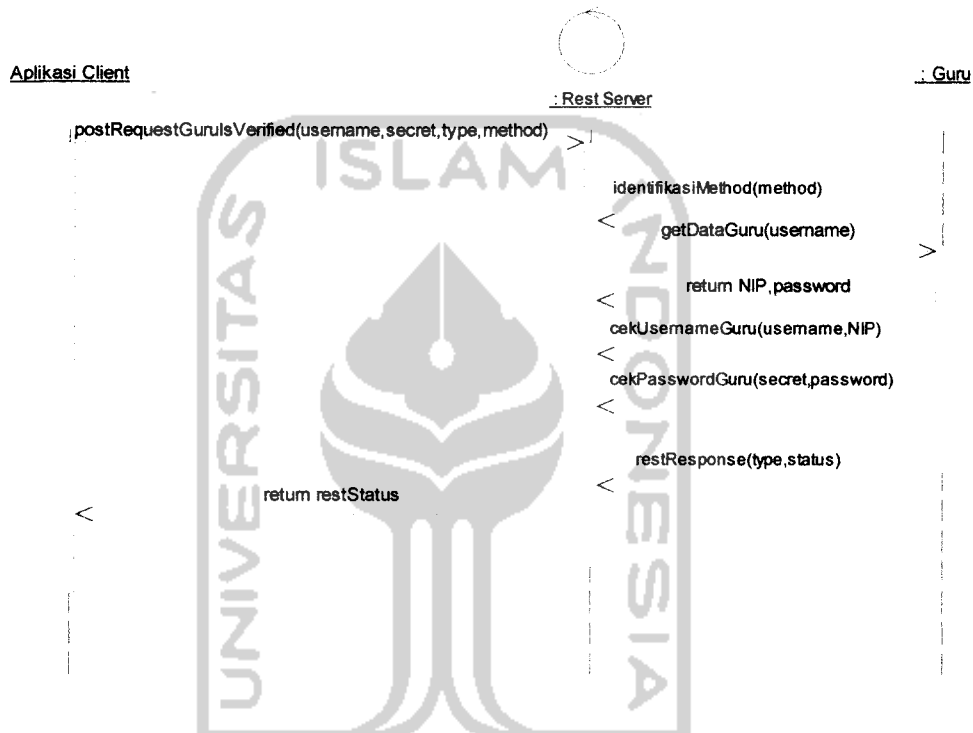 Aplikasi Client
: Guru
: Rest Server
postRequestGuruIsVerified(username,secret,type,method)
identifikasiMethod(method)
getDataGuru(username)
return NIP,password
cekUsernameGuru(username,NIP)
cekPasswordGuru(secret,password)
restResponse(type,status)
return restStatus
UNIVERSITAS
ISLAM
INDONESIA